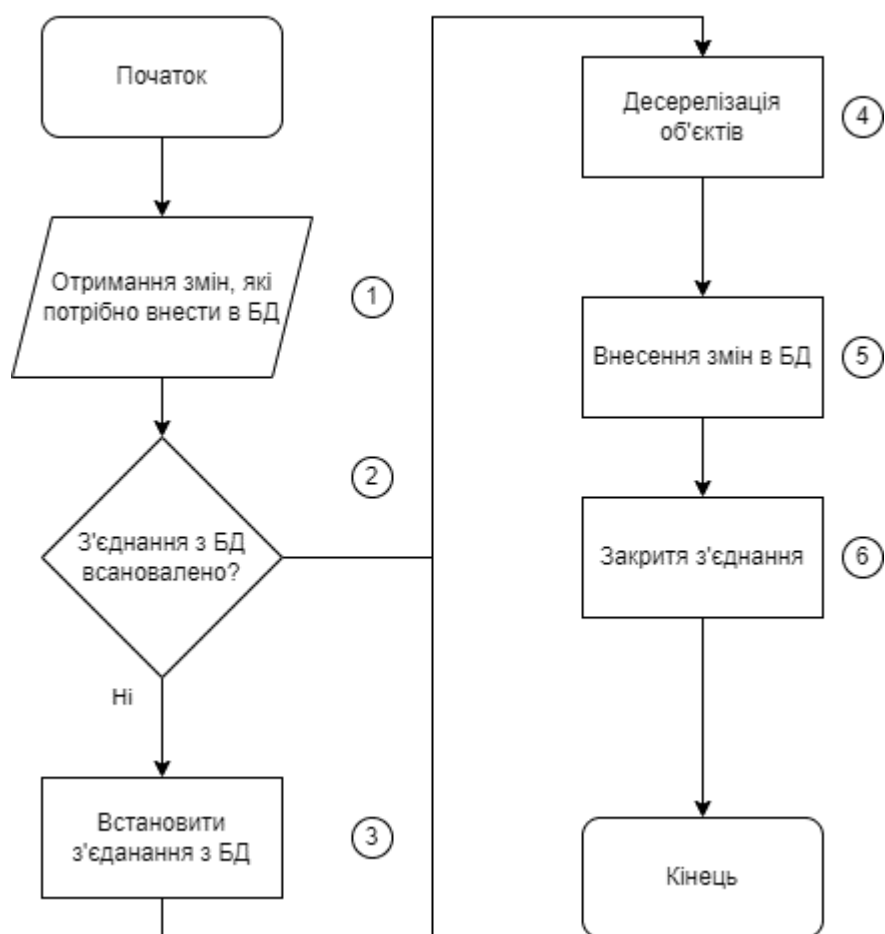 Початок
Отримання змін, які
потрібно внести в БД
1
2
З'єднання з БД
всановалено?
Ні
Встановити
з'єданання з БД
3
Десерелізація
об'єктів
4
Внесення змін в БД
5
Закритя з'єднання
6
Кінець